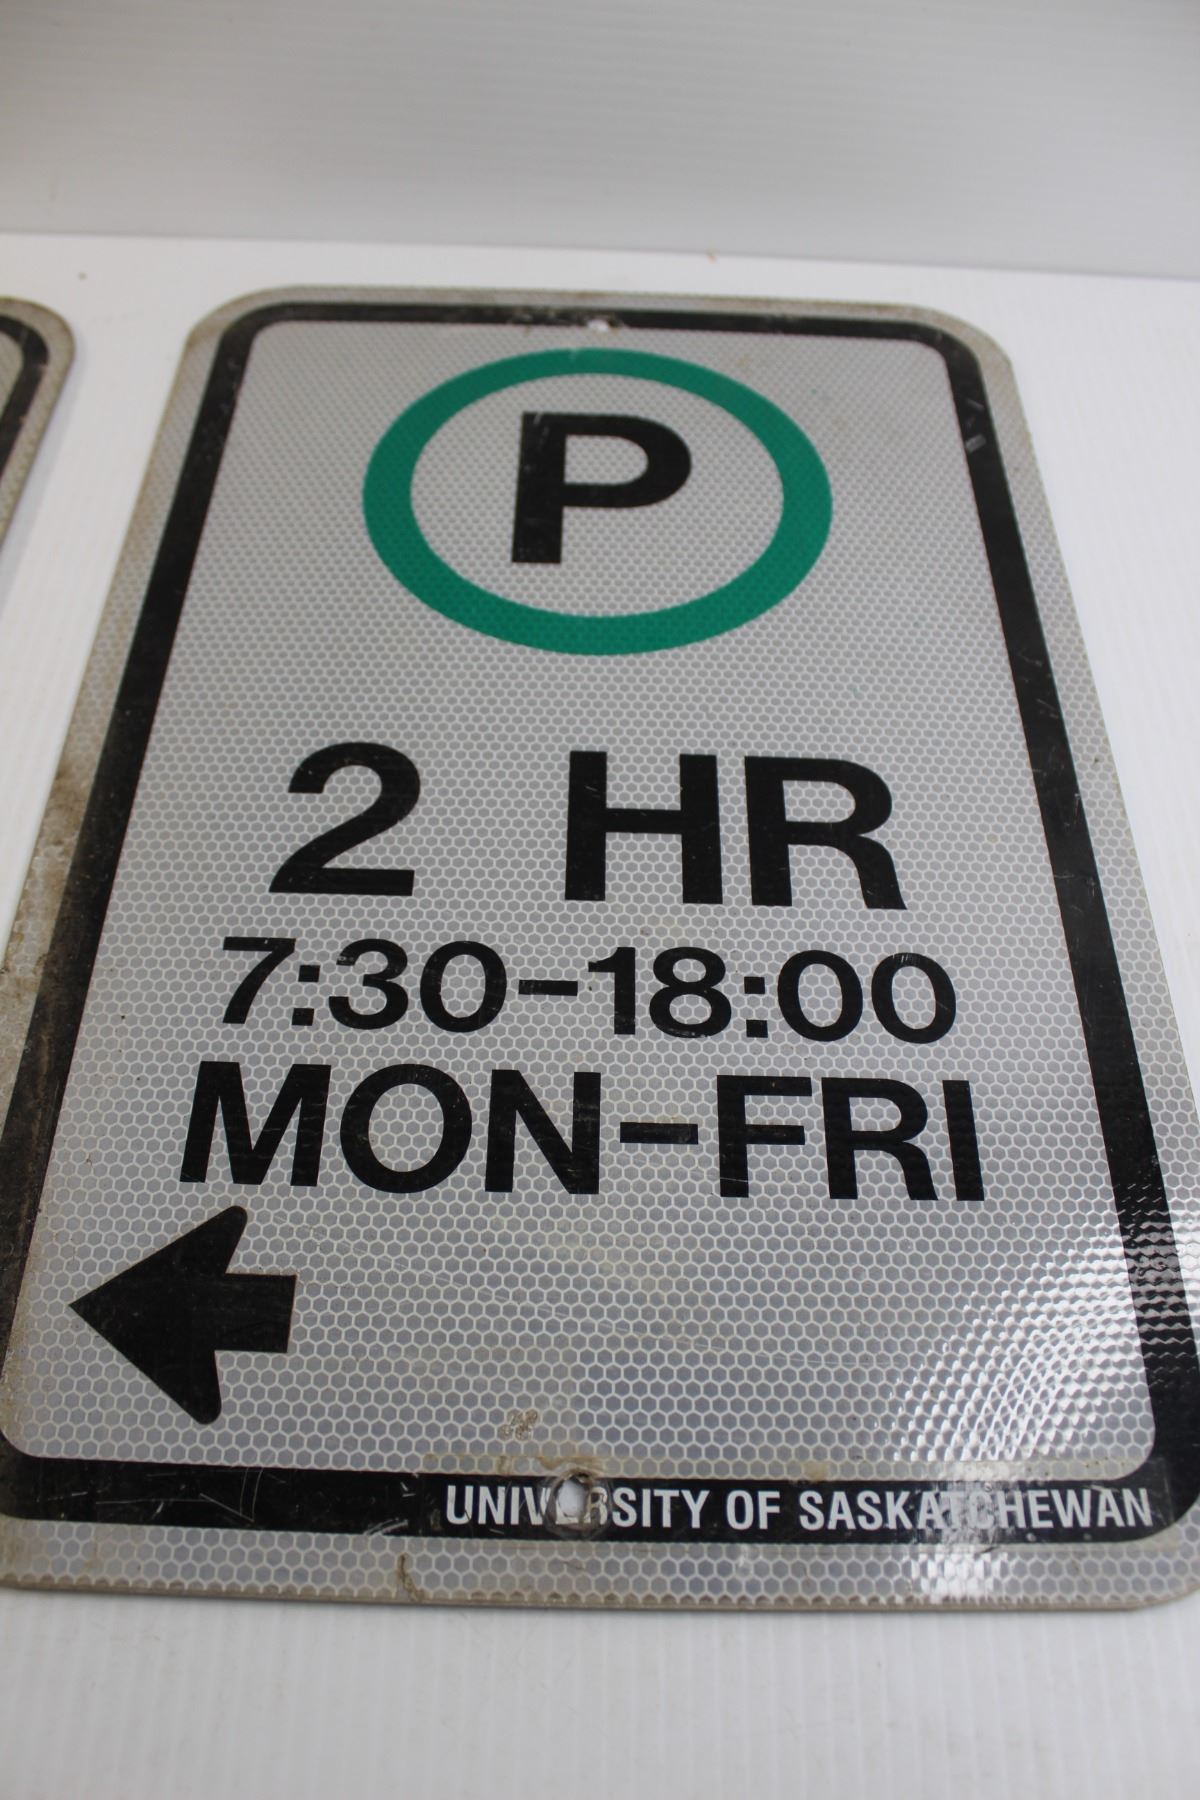 P
2 HR
7:30-18:00
MON-FRI
UNIVERSITY OF SASKATCHEWAN